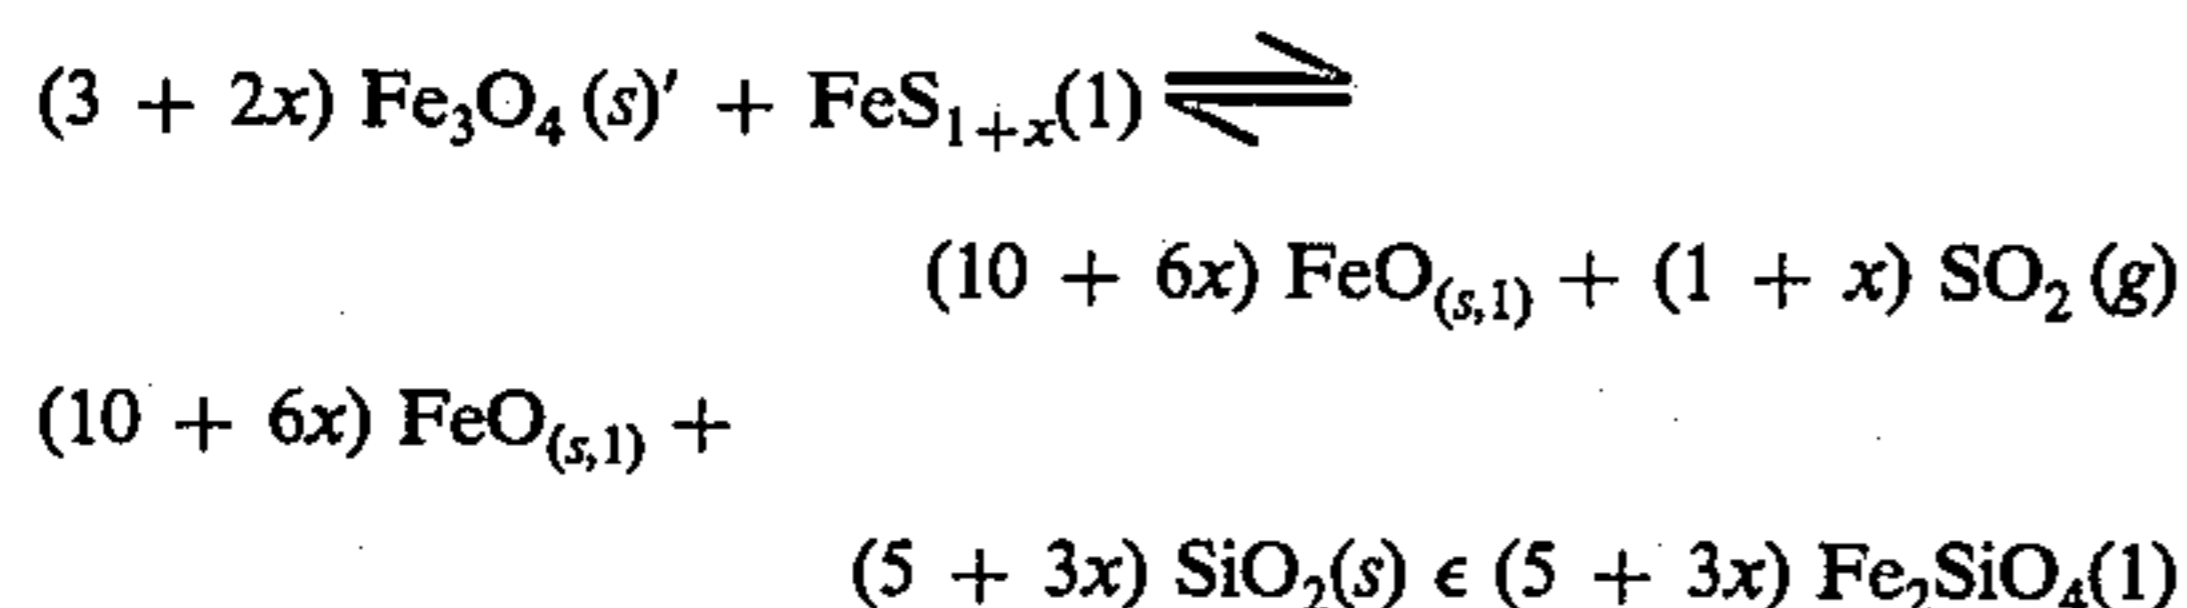 (3 + 2x) Fe₃O₄ (s)' + FeS₁₊ₓ(1) ⇌
(10 + 6x) FeO₍s,1₎ + (1 + x) SO₂ (g)
(10 + 6x) FeO₍s,1₎ +
(5 + 3x) SiO₂(s) ϵ (5 + 3x) Fe₂SiO₄(1)